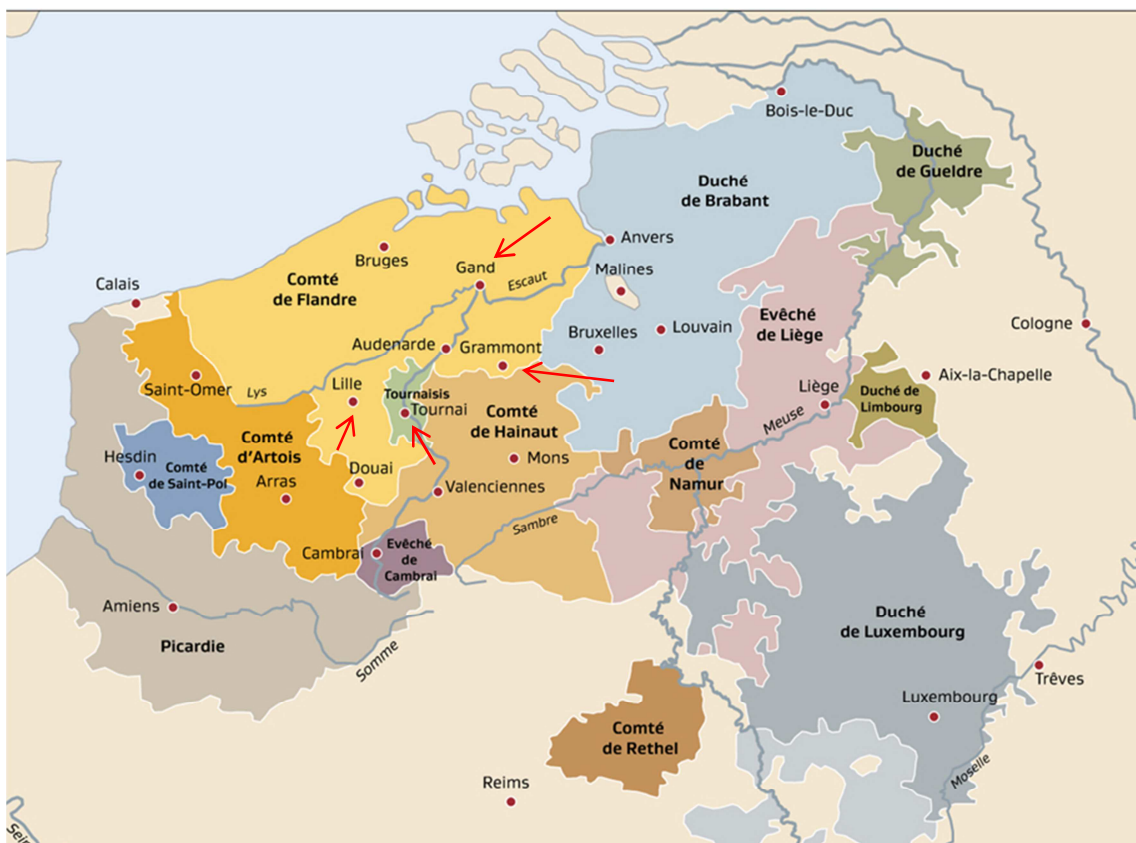 Bois-le-Duc
Duché
de Gueldre
Duché
de Brabant
Anvers
Bruges
Gand
Escaut
Malines
Calais
Comté
de Flandre
Evêché
de Liège
Bruxelles
Louvain
Cologne
Audenarde
Grammont
Saint-Omer
Lys
Lille
Tournaisis
Tournai
Liège
Duché de
Limbourg
Aix-la-Chapelle
Meuse
Comté
de Hainaut
Comté
d'Artois
Comté
de
Namur
Hesdin
Comté
de Saint-Pol
Arras
Douai
Mons
Valenciennes
Sambre
Cambrai
Evêché
de
Cambrai
Amiens
Picardie
Somme
Duché
de Luxembourg
Trêves
Luxembourg
Comté
de Rethel
Reims
Moselle